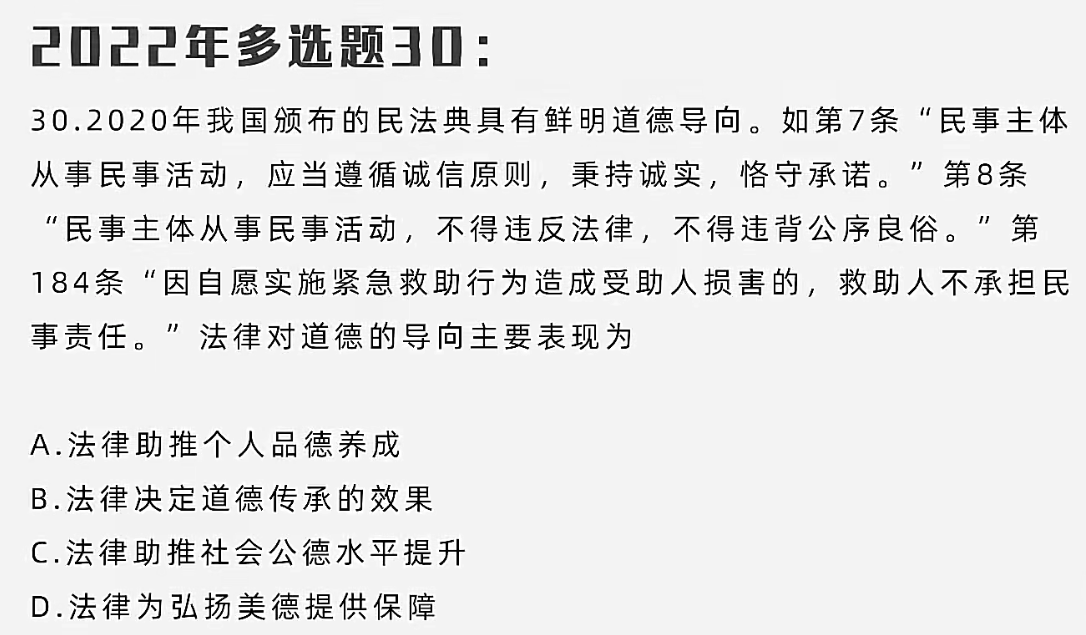 2022年多选题30：
30.2020年我国颁布的民法典具有鲜明道德导向。如第7条“民事主体
从事民事活动，应当遵循诚信原则，秉持诚实，恪守承诺。”第8条
“民事主体从事民事活动，不得违反法律，不得违背公序良俗。”第
184条“因自愿实施紧急救助行为造成受助人损害的，救助人不承担民
事责任。”法律对道德的导向主要表现为
A.法律助推个人品德养成
B.法律决定道德传承的效果
C.法律助推社会公德水平提升
D.法律为弘扬美德提供保障